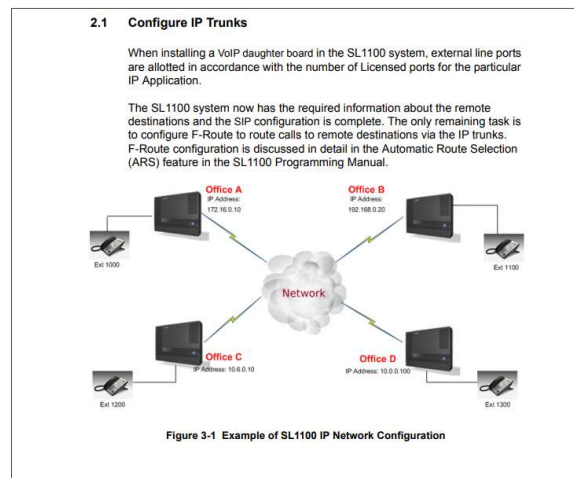 2.1 Configure IP Trunks
When installing a VoIP daughter board in the SL1100 system, external line ports
are allotted in accordance with the number of Licensed ports for the particular
IP Application.
The SL1100 system now has the required information about the remote
destinations and the SIP configuration is complete. The only remaining task is
to configure F-Route to route calls to remote destinations via the IP trunks.
F-Route configuration is discussed in detail in the Automatic Route Selection
(ARS) feature in the SL1100 Programming Manual.
Office A
IP Address:
172.16.0.10
Office B
IP Address:
192.168.0.20
Ext 1000
Ext 1100
Network
Office C
IP Address: 10.6.0.10
Office D
IP Address: 10.0.0.100
Ext 1200
Ext 1300
Figure 3-1 Example of SL1100 IP Network Configuration